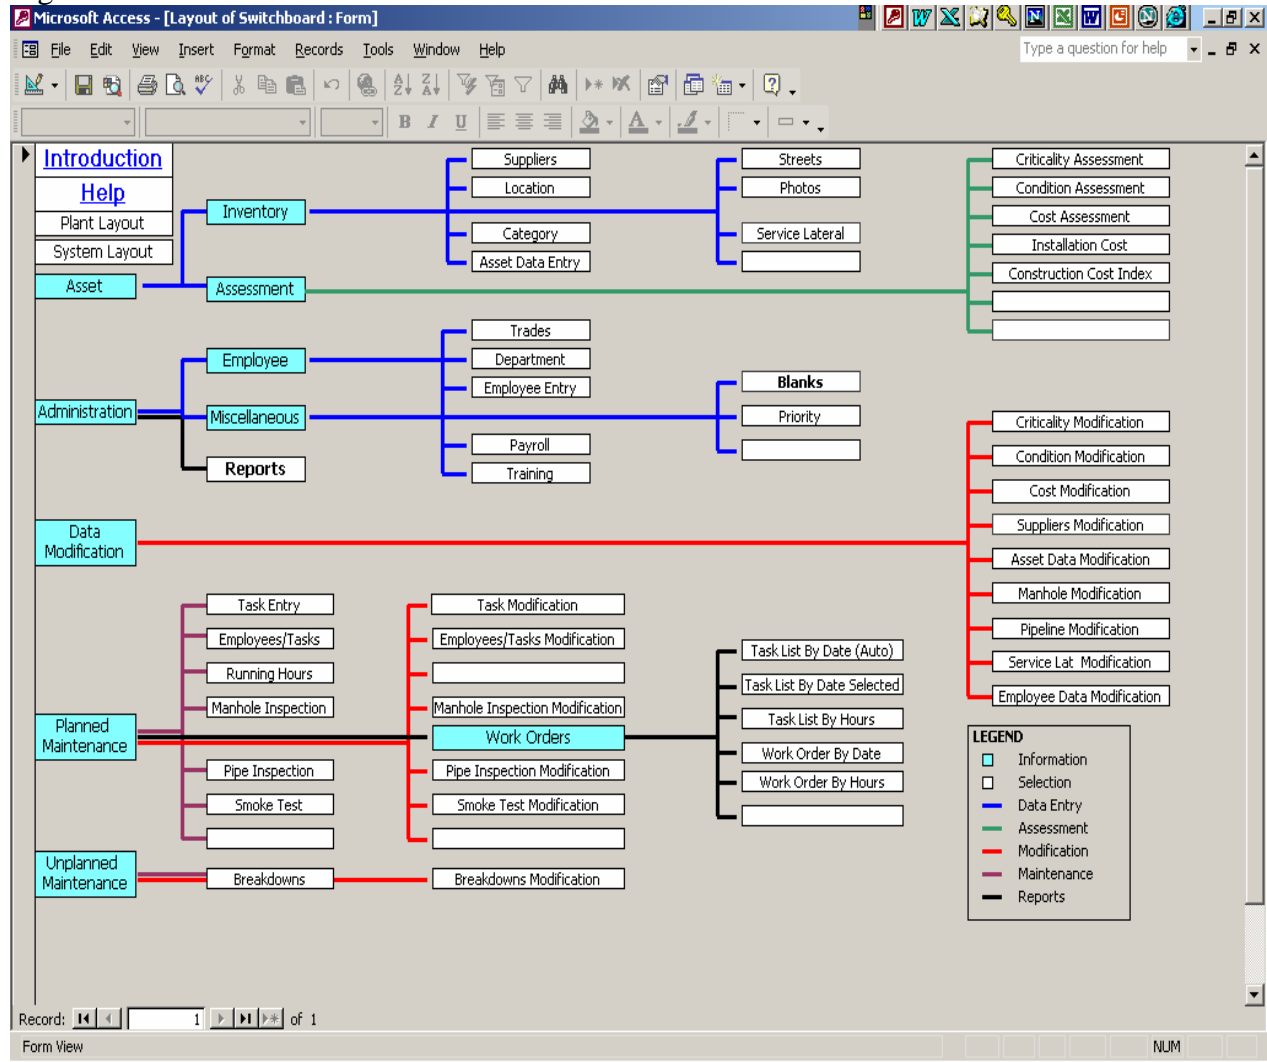 Microsoft Access - [Layout of Switchboard : Form]
File Edit View Insert Format Records Tools Window Help
Type a question for help
Introduction
Help
Plant Layout
System Layout
Asset
Inventory
Assessment
Suppliers
Location
Category
Asset Data Entry
Streets
Photos
Service Lateral
Criticality Assessment
Condition Assessment
Cost Assessment
Installation Cost
Construction Cost Index
Administration
Employee
Miscellaneous
Reports
Trades
Department
Employee Entry
Payroll
Training
Blanks
Priority
Data
Modification
Criticality Modification
Condition Modification
Cost Modification
Suppliers Modification
Asset Data Modification
Manhole Modification
Pipeline Modification
Service Lat Modification
Employee Data Modification
Planned
Maintenance
Task Entry
Employees/Tasks
Running Hours
Manhole Inspection
Pipe Inspection
Smoke Test
Task Modification
Employees/Tasks Modification
Manhole Inspection Modification
Work Orders
Pipe Inspection Modification
Smoke Test Modification
Task List By Date (Auto)
Task List By Date Selected
Task List By Hours
Work Order By Date
Work Order By Hours
Unplanned
Maintenance
Breakdowns
Breakdowns Modification
LEGEND
Information
Selection
Data Entry
Assessment
Modification
Maintenance
Reports
Record: 1 of 1
Form View
NUM